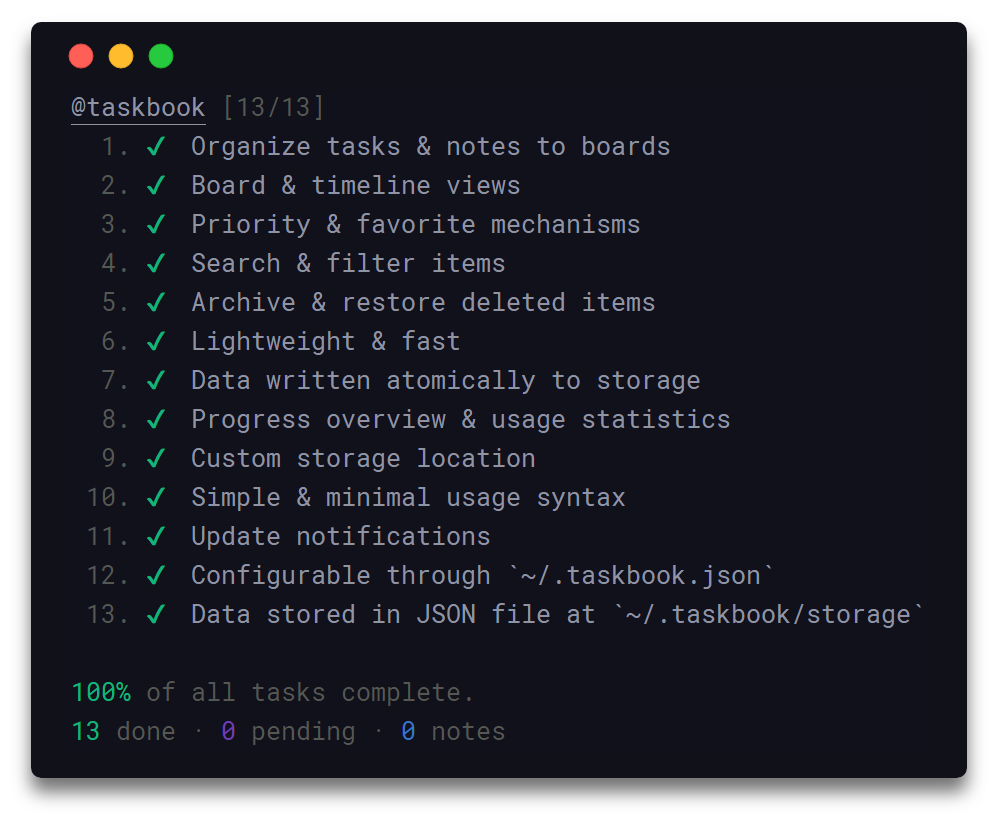 @taskbook [13/13]
1. ✔ Organize tasks & notes to boards
2. ✔ Board & timeline views
3. ✔ Priority & favorite mechanisms
4. ✔ Search & filter items
5. ✔ Archive & restore deleted items
6. ✔ Lightweight & fast
7. ✔ Data written atomically to storage
8. ✔ Progress overview & usage statistics
9. ✔ Custom storage location
10. ✔ Simple & minimal usage syntax
11. ✔ Update notifications
12. ✔ Configurable through `~/.taskbook.json`
13. ✔ Data stored in JSON file at `~/.taskbook/storage`
100% of all tasks complete.
13 done · 0 pending · 0 notes